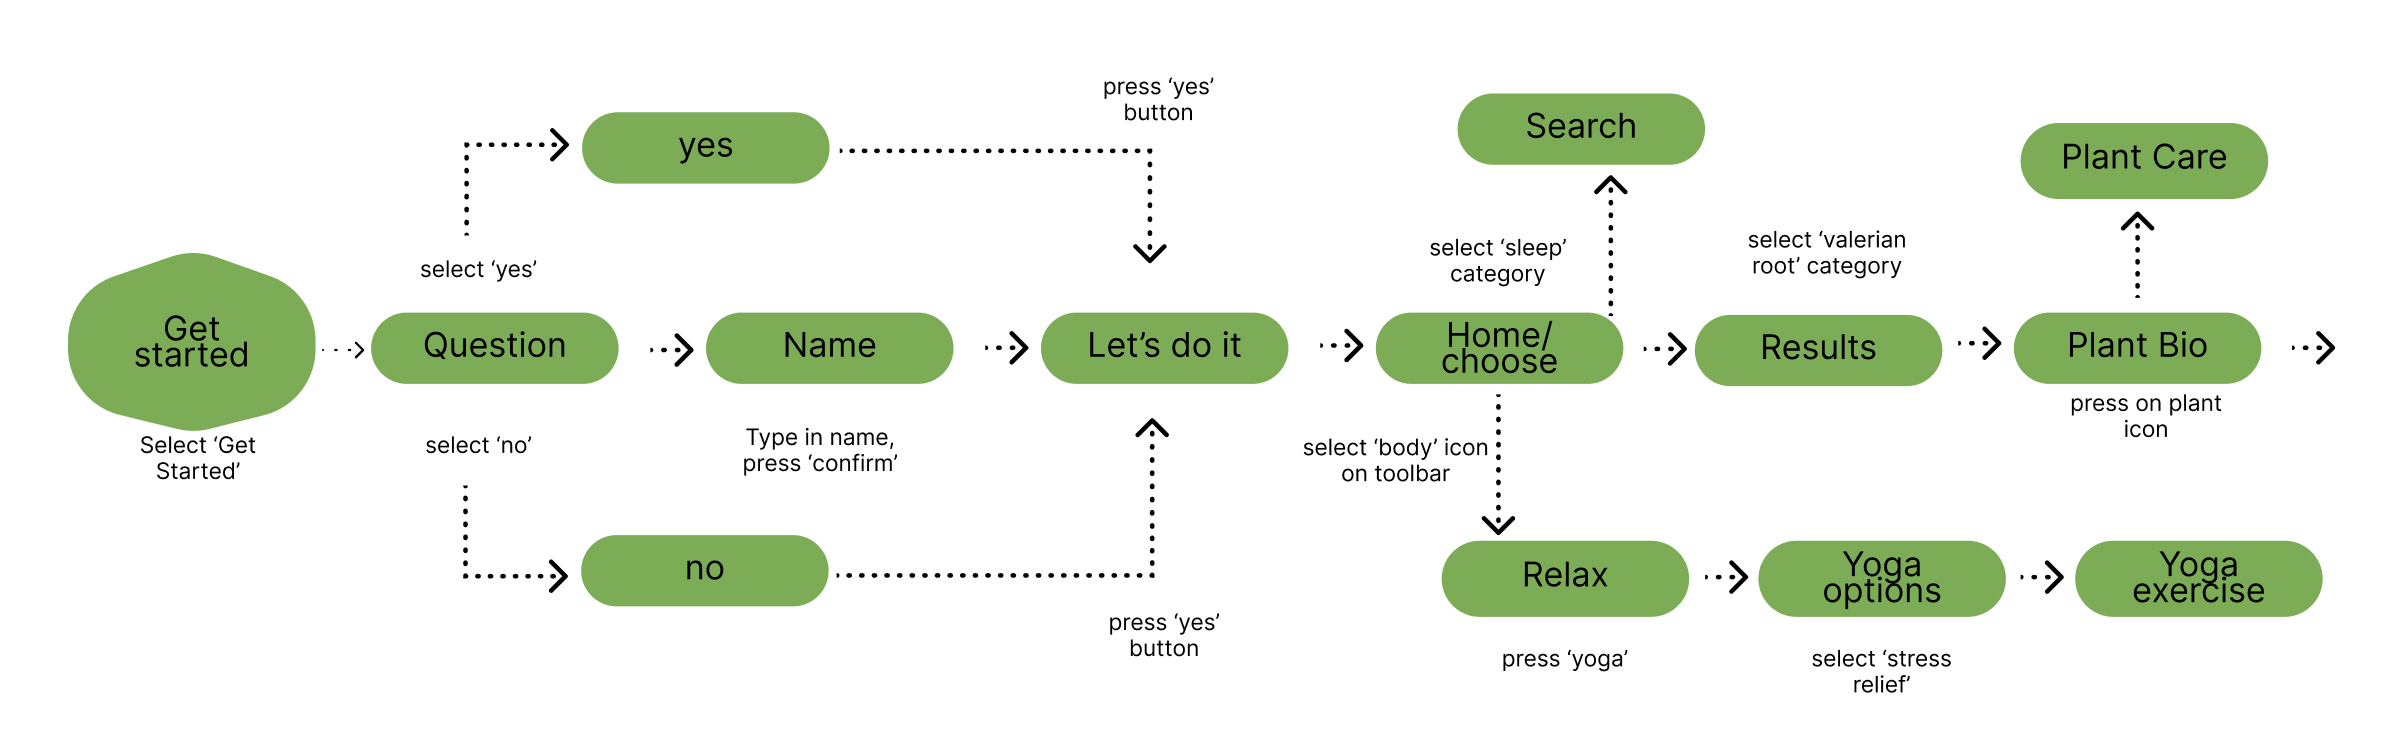 press ‘yes’
button
Search
yes
Plant Care
select ‘yes’
select ‘sleep’
category
select ‘valerian
root’ category
Get
started
Question
Name
Let’s do it
Home/
choose
Results
Plant Bio
Select ‘Get
Started’
select ‘no’
Type in name,
press ‘confirm’
select ‘body’ icon
on toolbar
press on plant
icon
no
Relax
Yoga
options
Yoga
exercise
press ‘yes’
button
press ‘yoga’
select ‘stress
relief’